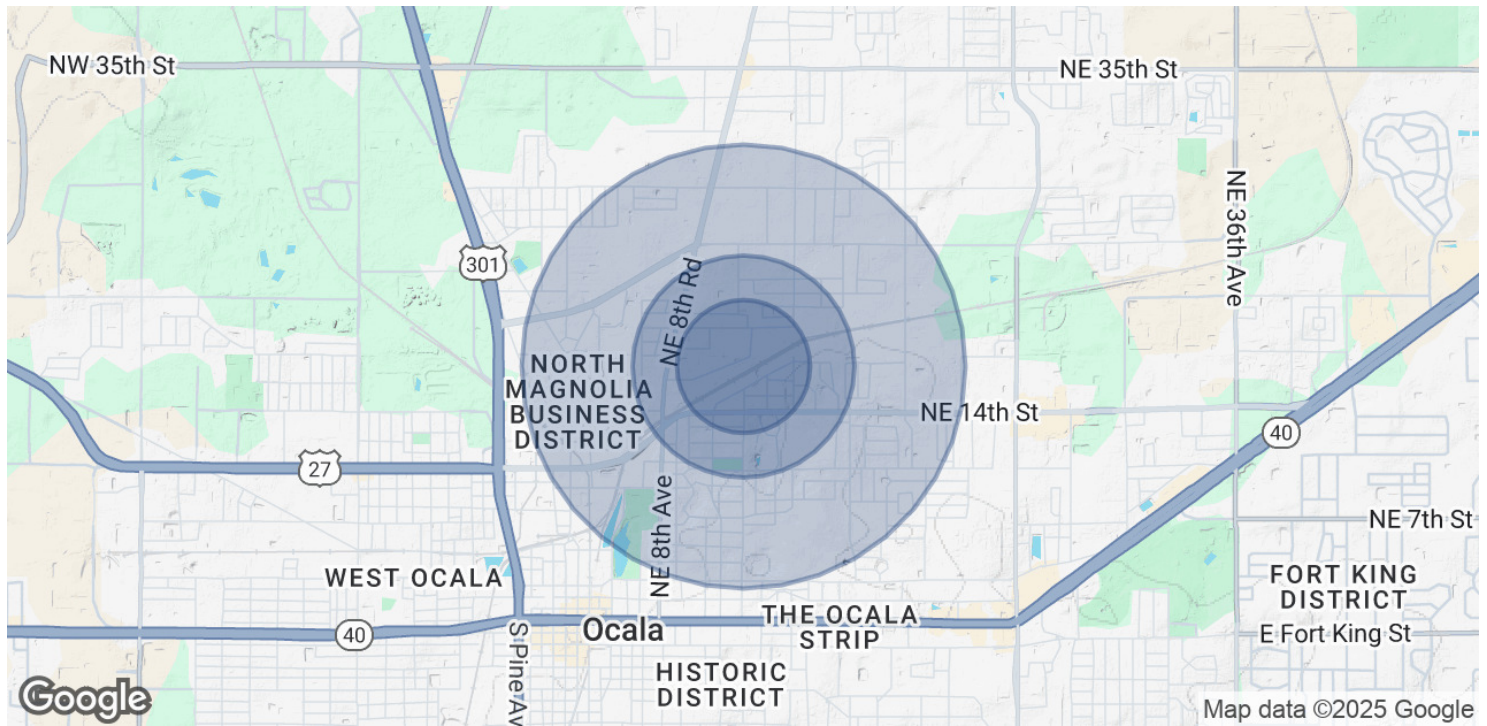 NW 35th St
NE 35th St
NE 36th Ave
301
NE 8th Rd
NORTH
MAGNOLIA
BUSINESS
DISTRICT
NE 14th St
40
27
NE 8th Ave
NE 7th St
WEST OCALA
FORT KING
DISTRICT
THE OCALA
STRIP
40
Ocala
E Fort King St
S Pine Av
HISTORIC
DISTRICT
Google
Map data ©2025 Google